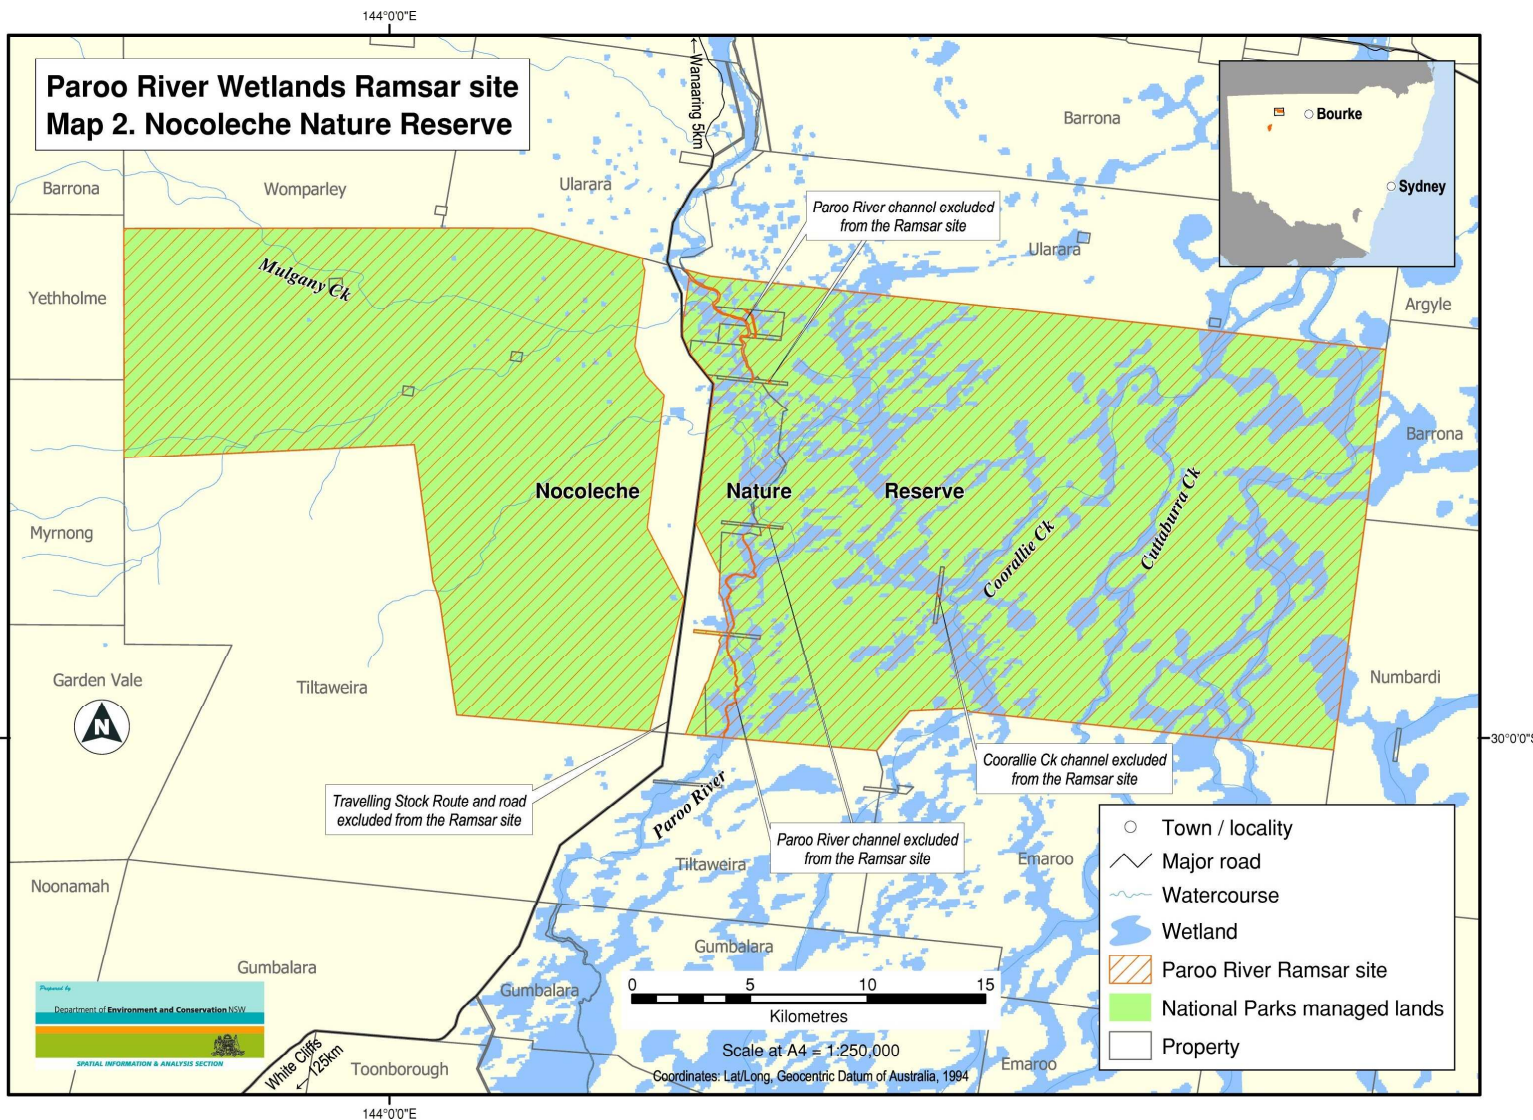 144°0'0"E
Paroo River Wetlands Ramsar site
Map 2. Nocoleche Nature Reserve
←Wanaaring 5km
Barrona
Bourke
Sydney
Barrona
Womparley
Ularara
Paroo River channel excluded
from the Ramsar site
Ularara
Mulgany Ck
Yethholme
Argyle
Barrona
Nocoleche
Nature
Reserve
Myrnong
Coorallie Ck
Cuttaburra Ck
Garden Vale
N
Tiltaweira
Numbardi
30°0'0"S
Coorallie Ck channel excluded
from the Ramsar site
Travelling Stock Route and road
excluded from the Ramsar site
Paroo River
Paroo River channel excluded
from the Ramsar site
Tiltaweira
Emaroo
Noonamah
Gumbalara
Gumbalara
Gumbalara
Town / locality
Major road
Watercourse
Wetland
Paroo River Ramsar site
National Parks managed lands
Property
0 5 10 15
Kilometres
Scale at A4 = 1:250,000
Coordinates: Lat/Long, Geocentric Datum of Australia, 1994
Emaroo
Prepared by
Department of Environment and Conservation NSW
SPATIAL INFORMATION & ANALYSIS SECTION
White Cliffs
← 125km
Toonborough
144°0'0"E